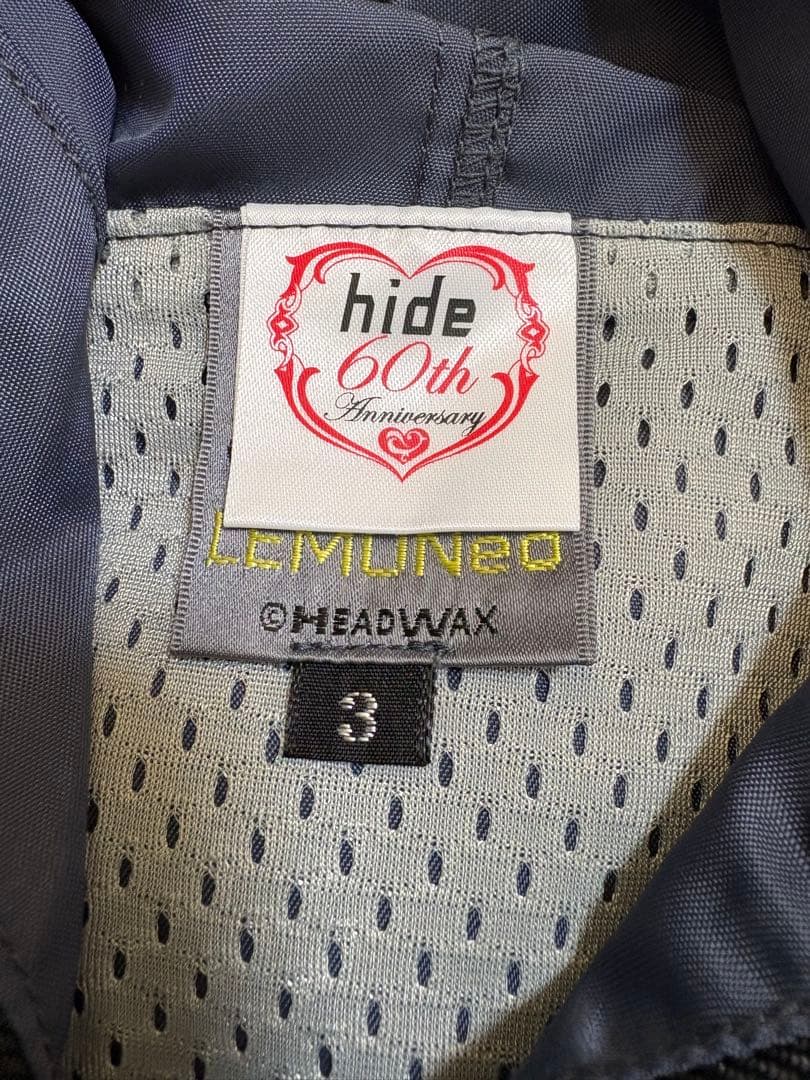 hide
60th
Anniversary
LEMONeD
©HEADWAX
3